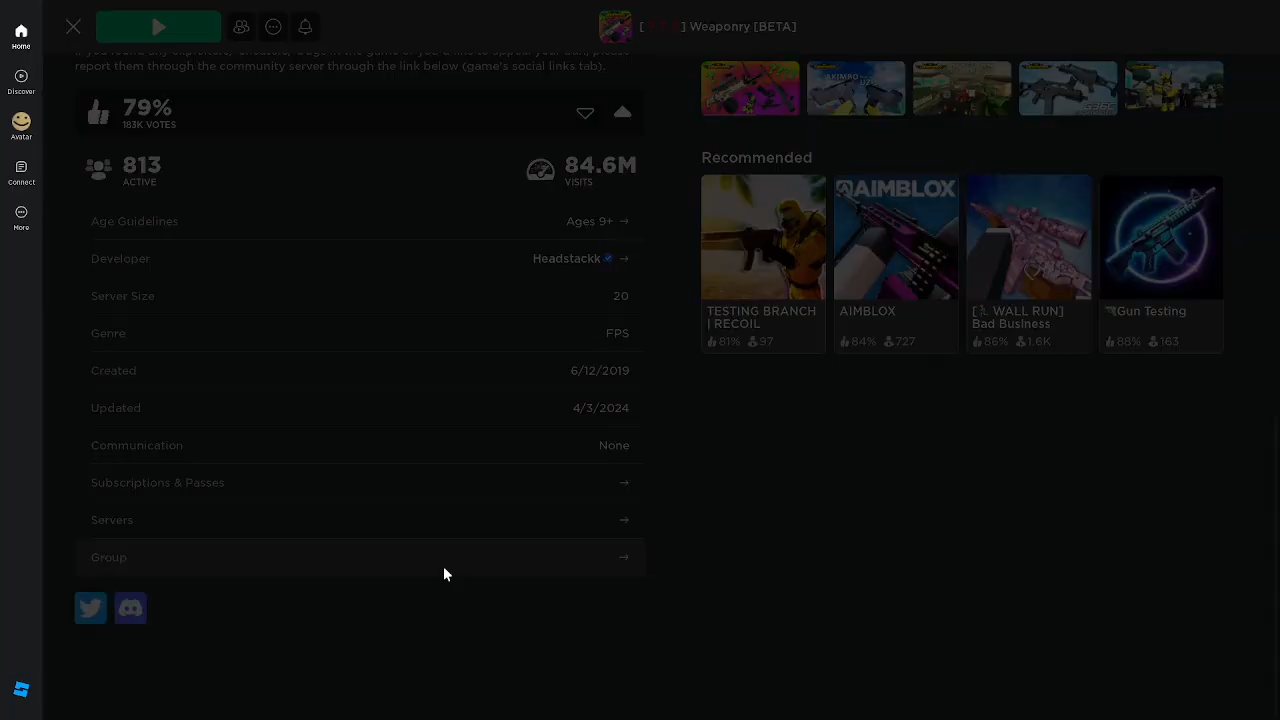 Home
Discover
Avatar
Connect
More
Weaponry [BETA]
report them through the community server through the link below (game's social links tab).
79%
183K VOTES
813
ACTIVE
84.6M
VISITS
Age Guidelines
Ages 9+ →
Developer
Headstackk →
Server Size
20
Genre
FPS
Created
6/12/2019
Updated
4/3/2024
Communication
None
Subscriptions & Passes →
Servers →
Group →
AKIMBO UZI
G36C
Recommended
AIMBLOX
TESTING BRANCH
| RECOIL
81% 97
AIMBLOX
84% 727
[ WALL RUN]
Bad Business
86% 1.6K
Gun Testing
88% 163